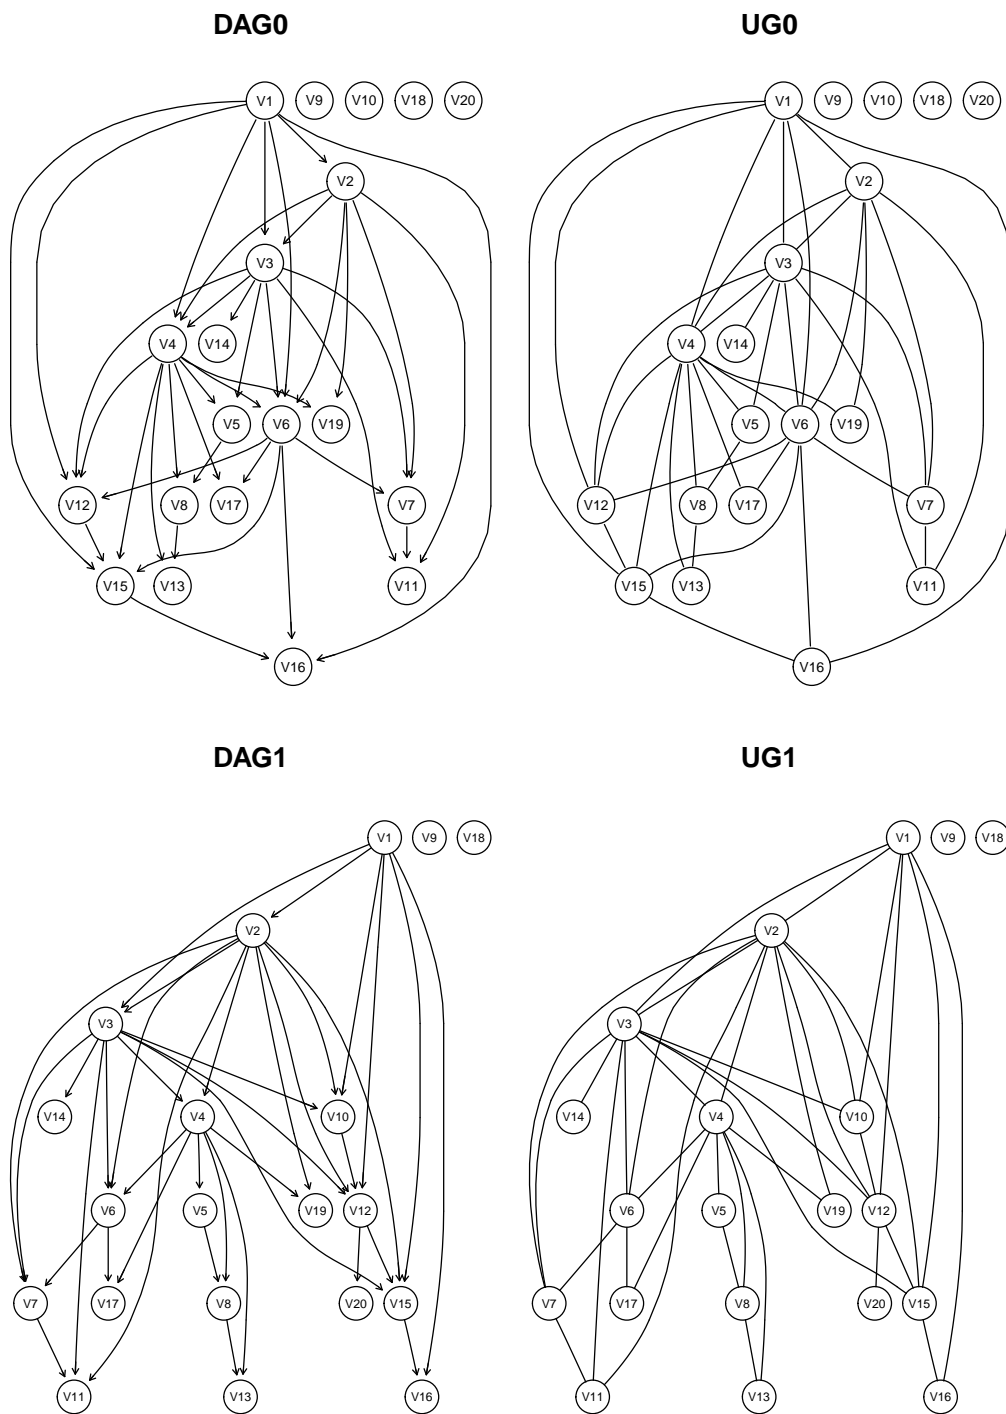 DAG0 UG0
V1 V9 V10 V18 V20 V1 V9 V10 V18 V20
V2 V2
V3 V3
V4 V14 V4 V14
V5 V6 V19 V5 V6 V19
V12 V8 V17 V7 V12 V8 V17 V7
V15 V13 V11 V15 V13 V11
V16 V16
DAG1 UG1
V1 V9 V18 V1 V9 V18
V2 V2
V3 V3
V14 V4 V10 V14 V4 V10
V6 V5 V19 V12 V6 V5 V19 V12
V7 V17 V8 V20 V15 V7 V17 V8 V20 V15
V11 V13 V16 V11 V13 V16